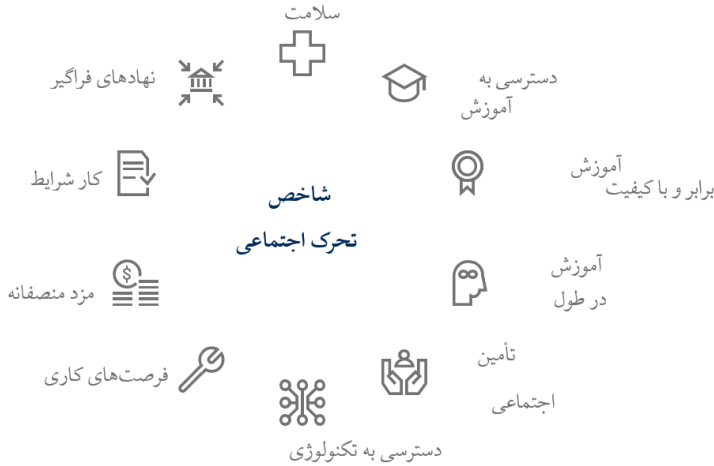 سلامت
دسترسی به
آموزش
آموزش
برابر و با کیفیت
آموزش
در طول
تأمین
اجتماعی
دسترسی به تکنولوژی
فرصت‌های کاری
مزد منصفانه
کار شرایط
نهادهای فراگیر
شاخص
تحرک اجتماعی